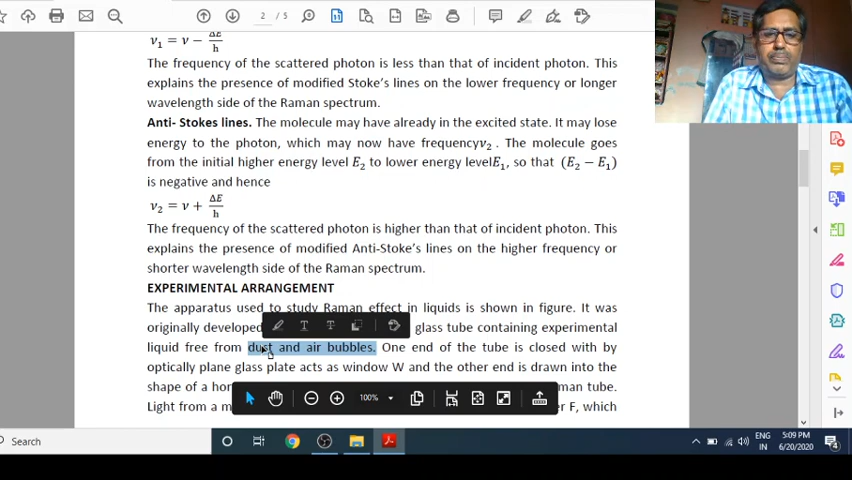 2 / 5
ν₁ = ν − ΔE/h
The frequency of the scattered photon is less than that of incident photon. This
explains the presence of modified Stoke's lines on the lower frequency or longer
wavelength side of the Raman spectrum.
Anti- Stokes lines. The molecule may have already in the excited state. It may lose
energy to the photon, which may now have frequencyν₂ . The molecule goes
from the initial higher energy level E₂ to lower energy levelE₁, so that (E₂ − E₁)
is negative and hence
ν₂ = ν + ΔE/h
The frequency of the scattered photon is higher than that of incident photon. This
explains the presence of modified Anti-Stoke's lines on the higher frequency or
shorter wavelength side of the Raman spectrum.
EXPERIMENTAL ARRANGEMENT
The apparatus used to study Raman effect in liquids is shown in figure. It was
originally developed glass tube containing experimental
liquid free from dust and air bubbles. One end of the tube is closed with by
optically plane glass plate acts as window W and the other end is drawn into the
shape of a man tube.
100%
Light from a F, which
Search
ENG
IN
5:09 PM
6/20/2020
4